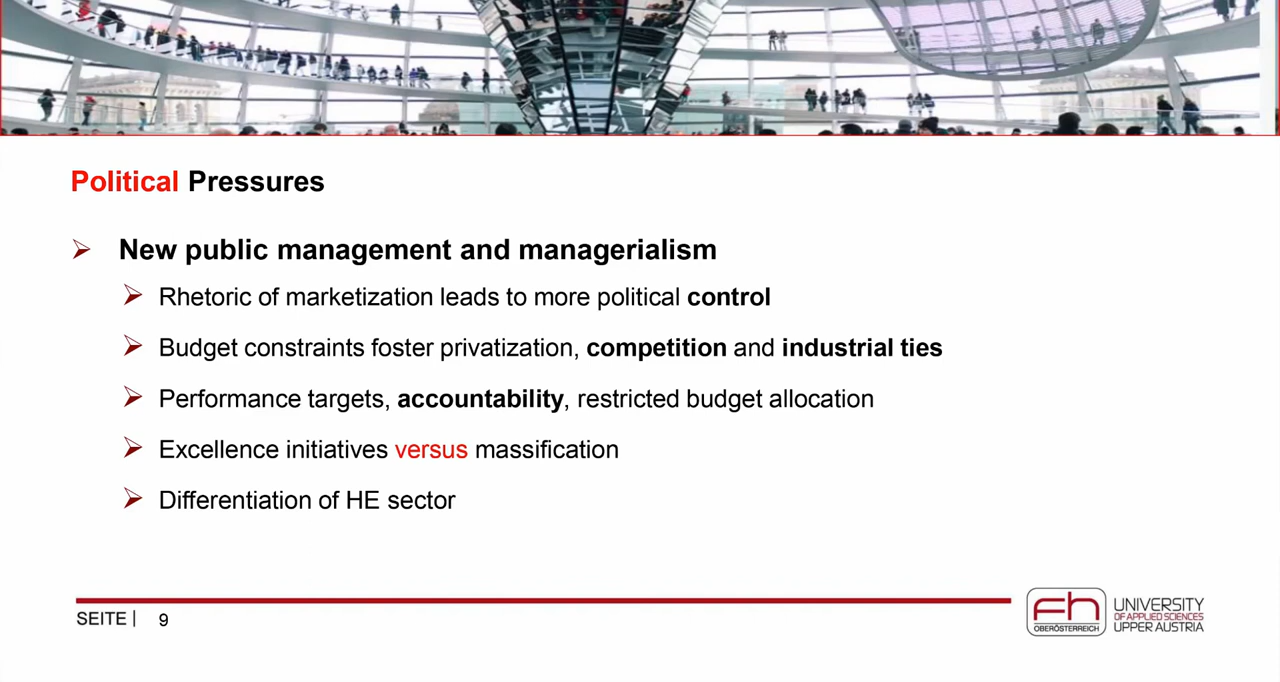 Political Pressures
New public management and managerialism
Rhetoric of marketization leads to more political control
Budget constraints foster privatization, competition and industrial ties
Performance targets, accountability, restricted budget allocation
Excellence initiatives versus massification
Differentiation of HE sector
SEITE | 9
fh
OBERÖSTERREICH
UNIVERSITY
OF APPLIED SCIENCES
UPPER AUSTRIA